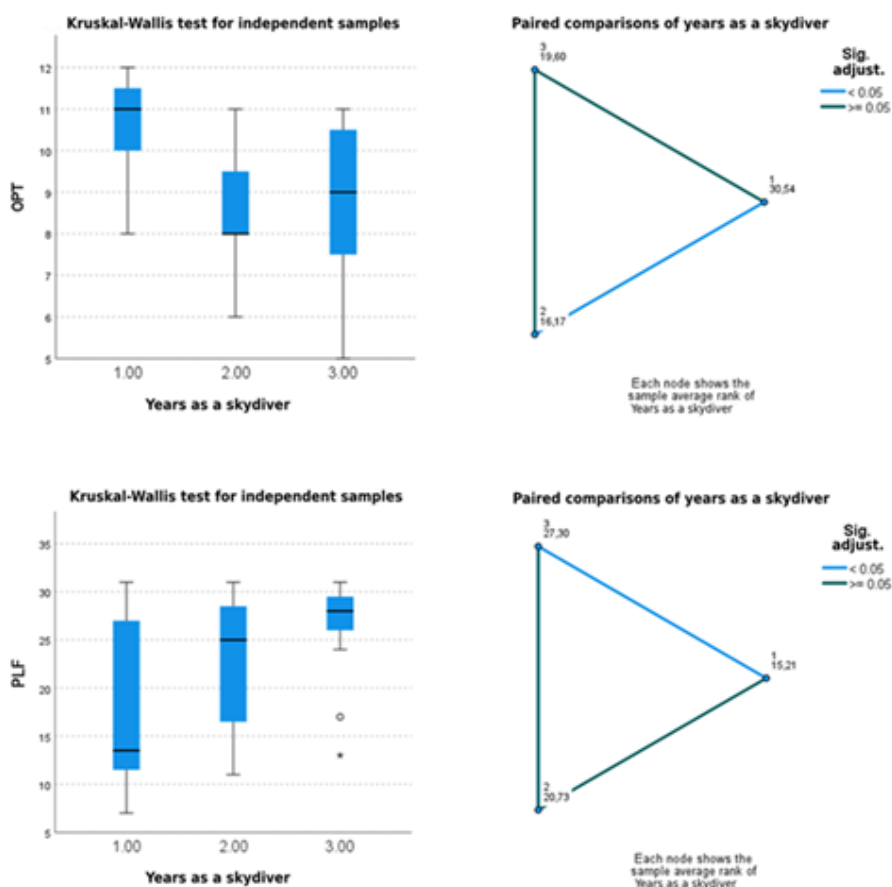 Kruskal-Wallis test for independent samples
12
11
10
9
8
7
6
5
OPT
1.00 2.00 3.00
Years as a skydiver
Paired comparisons of years as a skydiver
3
19,60
1
30,54
2
16,17
Sig.
adjust.
< 0.05
>= 0.05
Each node shows the
sample average rank of
Years as a skydiver
Kruskal-Wallis test for independent samples
35
30
25
20
15
10
5
PLF
1.00 2.00 3.00
Years as a skydiver
Paired comparisons of years as a skydiver
3
27,30
1
15,21
2
20,73
Sig.
adjust.
< 0.05
>= 0.05
Each node shows the
sample average rank of
Years as a skydiver